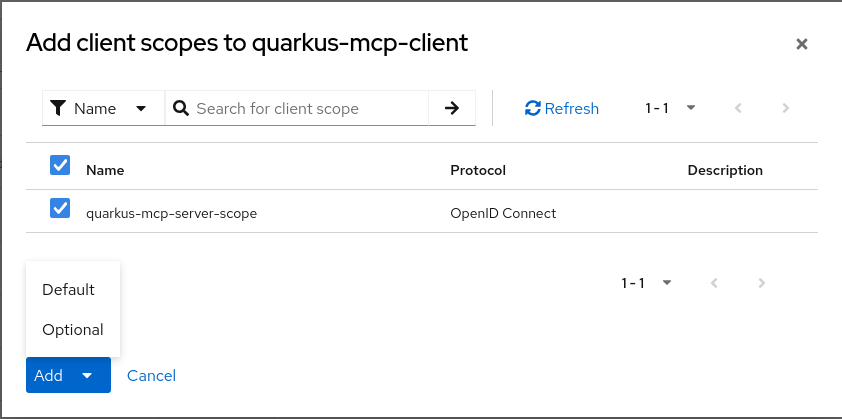 Add client scopes to quarkus-mcp-client
Name Search for client scope Refresh 1 - 1
Name Protocol Description
quarkus-mcp-server-scope OpenID Connect
1 - 1
Default
Optional
Add Cancel